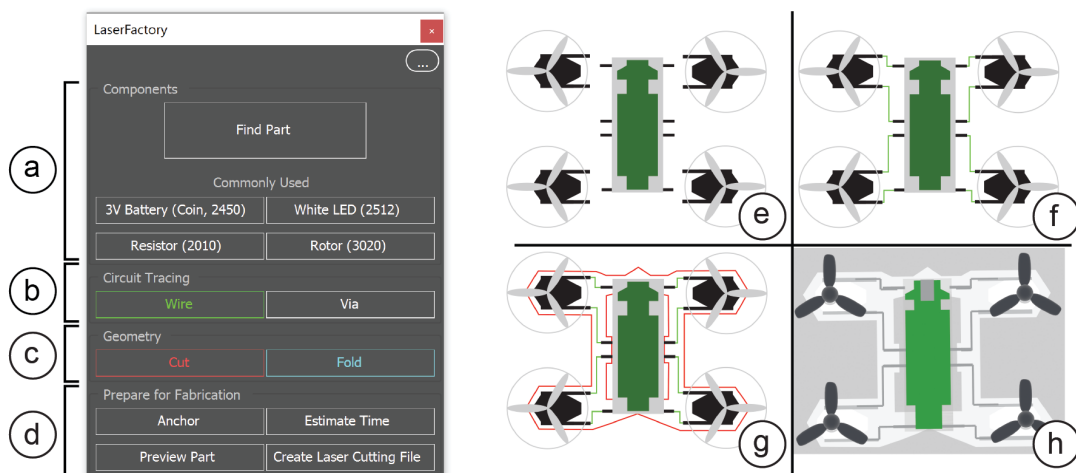 LaserFactory
x
...
Components
Find Part
Commonly Used
3V Battery (Coin, 2450) White LED (2512)
Resistor (2010) Rotor (3020)
Circuit Tracing
Wire Via
Geometry
Cut Fold
Prepare for Fabrication
Anchor Estimate Time
Preview Part Create Laser Cutting File
a
b
c
d
e
f
g
h